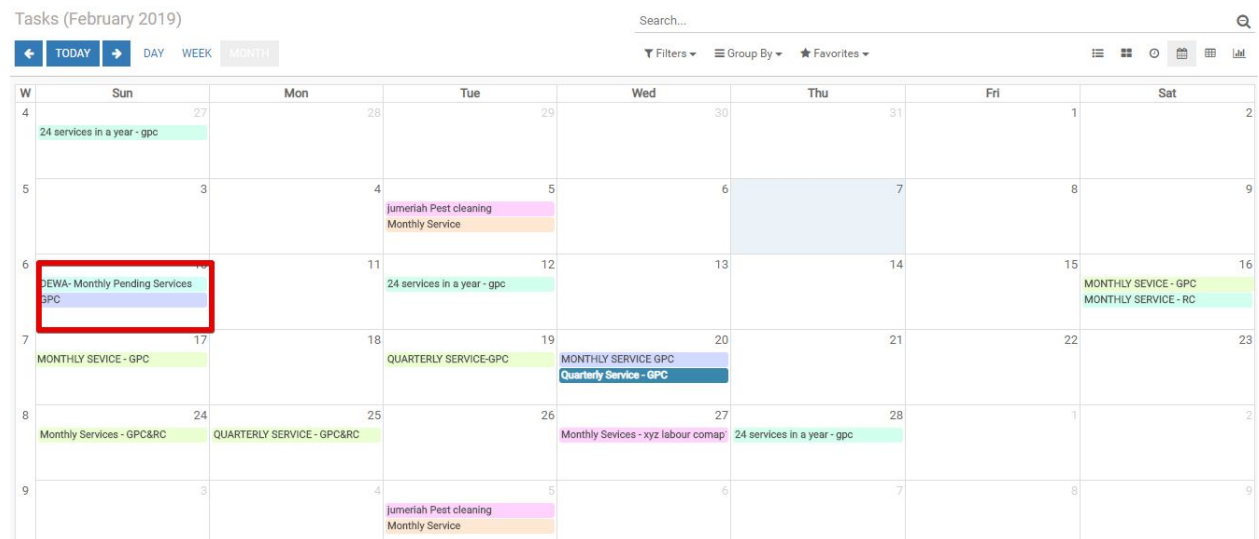 Tasks (February 2019)
Search...
TODAY DAY WEEK MONTH
Filters Group By Favorites
W Sun Mon Tue Wed Thu Fri Sat
4 27 28 29 30 31 1 2
24 services in a year - gpc
5 3 4 5 6 7 8 9
jumeriah Pest cleaning
Monthly Service
6 10 11 12 13 14 15 16
DEWA- Monthly Pending Services 24 services in a year - gpc MONTHLY SEVICE - GPC
GPC MONTHLY SERVICE - RC
7 17 18 19 20 21 22 23
MONTHLY SEVICE - GPC QUARTERLY SERVICE-GPC MONTHLY SERVICE GPC
Quarterly Service - GPC
8 24 25 26 27 28 1 2
Monthly Services - GPC&RC QUARTERLY SERVICE - GPC&RC Monthly Sevices - xyz labour comap 24 services in a year - gpc
9 3 4 5 6 7 8 9
jumeriah Pest cleaning
Monthly Service